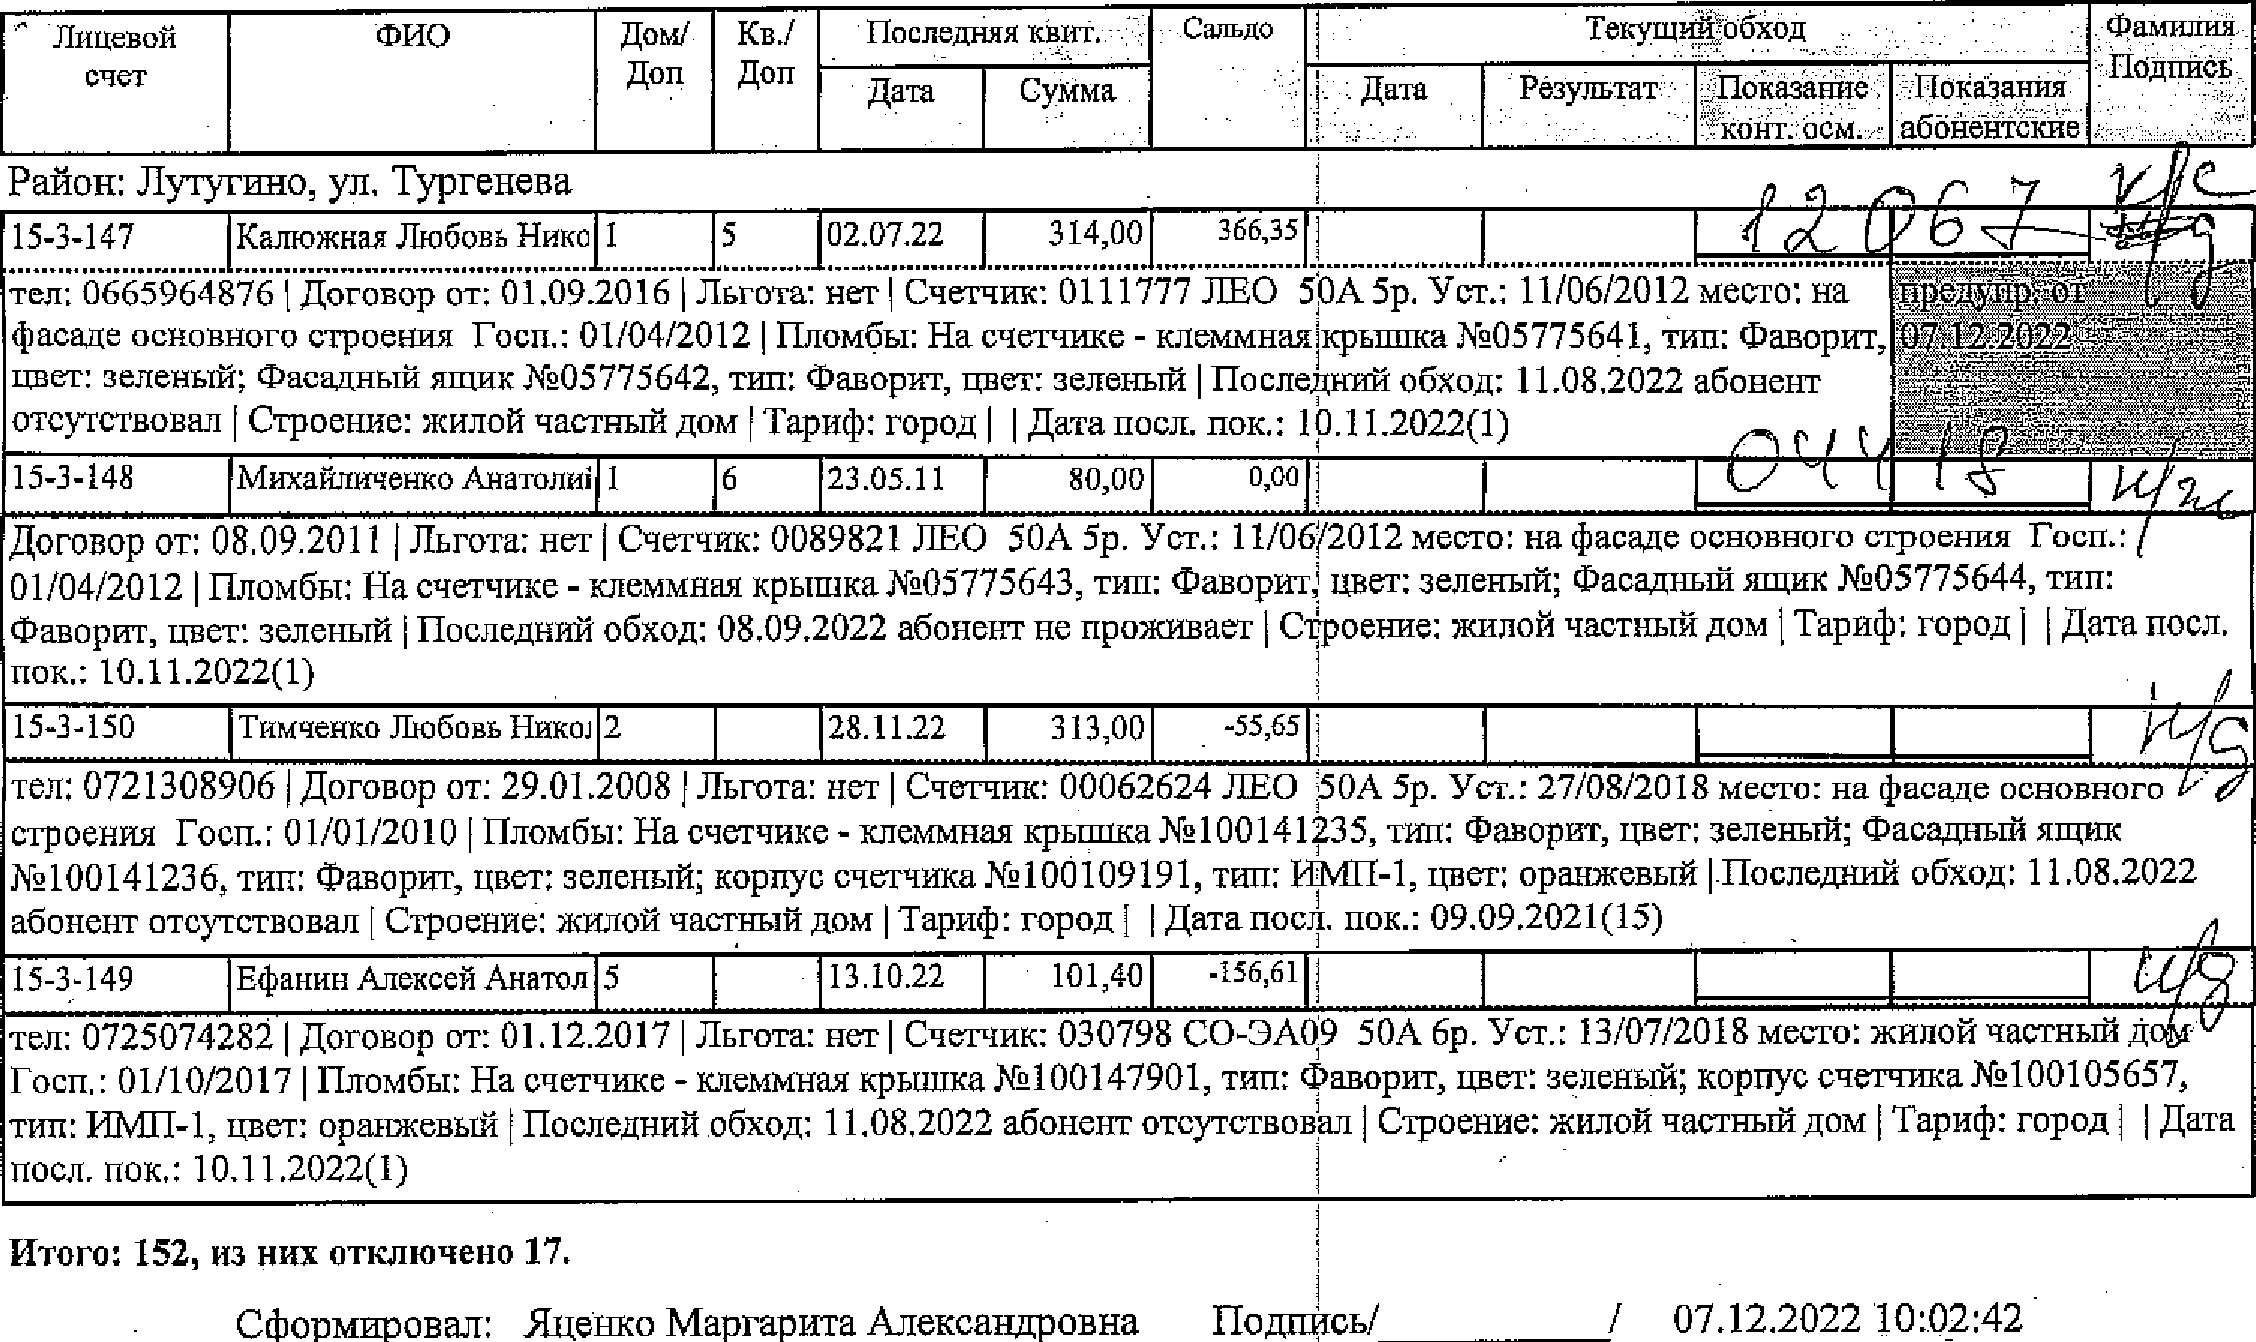 Лицевой счет | ФИО | Дом/ Доп | Кв./ Доп | Последняя квит. | Сальдо | Текущий обход | Фамилия Подпись
Дата | Сумма | Дата | Результат | Показание конт. осм. | Показания абонентские
Район: Лутугино, ул. Тургенева
15-3-147 | Калюжная Любовь Нико | 1 | 5 | 02.07.22 | 314,00 | 366,35 | 12067 | к/с н/д
тел: 0665964876 | Договор от: 01.09.2016 | Льгота: нет | Счетчик: 0111777 ЛЕО 50А 5р. Уст.: 11/06/2012 место: на
фасаде основного строения Госп.: 01/04/2012 | Пломбы: На счетчике - клеммная крышка №05775641, тип: Фаворит,
цвет: зеленый; Фасадный ящик №05775642, тип: Фаворит, цвет: зеленый | Последний обход: 11.08.2022 абонент
отсутствовал | Строение: жилой частный дом | Тариф: город | | Дата посл. пок.: 10.11.2022(1)
предупр. от
07.12.2022
15-3-148 | Михайличенко Анатолий | 1 | 6 | 23.05.11 | 80,00 | 0,00 | 04418 | н/ж
Договор от: 08.09.2011 | Льгота: нет | Счетчик: 0089821 ЛЕО 50А 5р. Уст.: 11/06/2012 место: на фасаде основного строения Госп.:
01/04/2012 | Пломбы: На счетчике - клеммная крышка №05775643, тип: Фаворит, цвет: зеленый; Фасадный ящик №05775644, тип:
Фаворит, цвет: зеленый | Последний обход: 08.09.2022 абонент не проживает | Строение: жилой частный дом | Тариф: город | | Дата посл.
пок.: 10.11.2022(1)
15-3-150 | Тимченко Любовь Никол | 2 | 28.11.22 | 313,00 | -55,65 | н/д
тел: 0721308906 | Договор от: 29.01.2008 | Льгота: нет | Счетчик: 00062624 ЛЕО 50А 5р. Уст.: 27/08/2018 место: на фасаде основного
строения Госп.: 01/01/2010 | Пломбы: На счетчике - клеммная крышка №100141235, тип: Фаворит, цвет: зеленый; Фасадный ящик
№100141236, тип: Фаворит, цвет: зеленый; корпус счетчика №100109191, тип: ИМП-1, цвет: оранжевый | Последний обход: 11.08.2022
абонент отсутствовал | Строение: жилой частный дом | Тариф: город | | Дата посл. пок.: 09.09.2021(15)
15-3-149 | Ефанин Алексей Анатол | 5 | 13.10.22 | 101,40 | -156,61 | н/д
тел: 0725074282 | Договор от: 01.12.2017 | Льгота: нет | Счетчик: 030798 СО-ЭА09 50А 6р. Уст.: 13/07/2018 место: жилой частный дом
Госп.: 01/10/2017 | Пломбы: На счетчике - клеммная крышка №100147901, тип: Фаворит, цвет: зеленый; корпус счетчика №100105657,
тип: ИМП-1, цвет: оранжевый | Последний обход: 11.08.2022 абонент отсутствовал | Строение: жилой частный дом | Тариф: город | | Дата
посл. пок.: 10.11.2022(1)
Итого: 152, из них отключено 17.
Сформировал: Яценко Маргарита Александровна Подпись/__________/ 07.12.2022 10:02:42